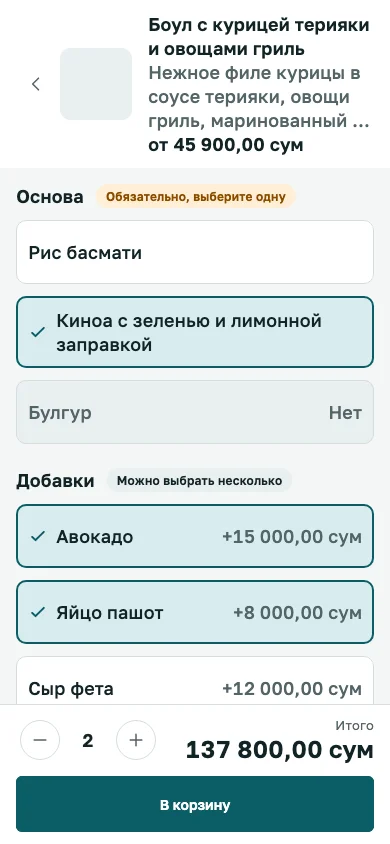 Боул с курицей терияки
и овощами гриль
Нежное филе курицы в
соусе терияки, овощи
гриль, маринованный ...
от 45 900,00 сум
Основа Обязательно, выберите одну
Рис басмати
Киноа с зеленью и лимонной
заправкой
Булгур Нет
Добавки Можно выбрать несколько
Авокадо +15 000,00 сум
Яйцо пашот +8 000,00 сум
Сыр фета +12 000,00 сум
Итого
2 137 800,00 сум
В корзину